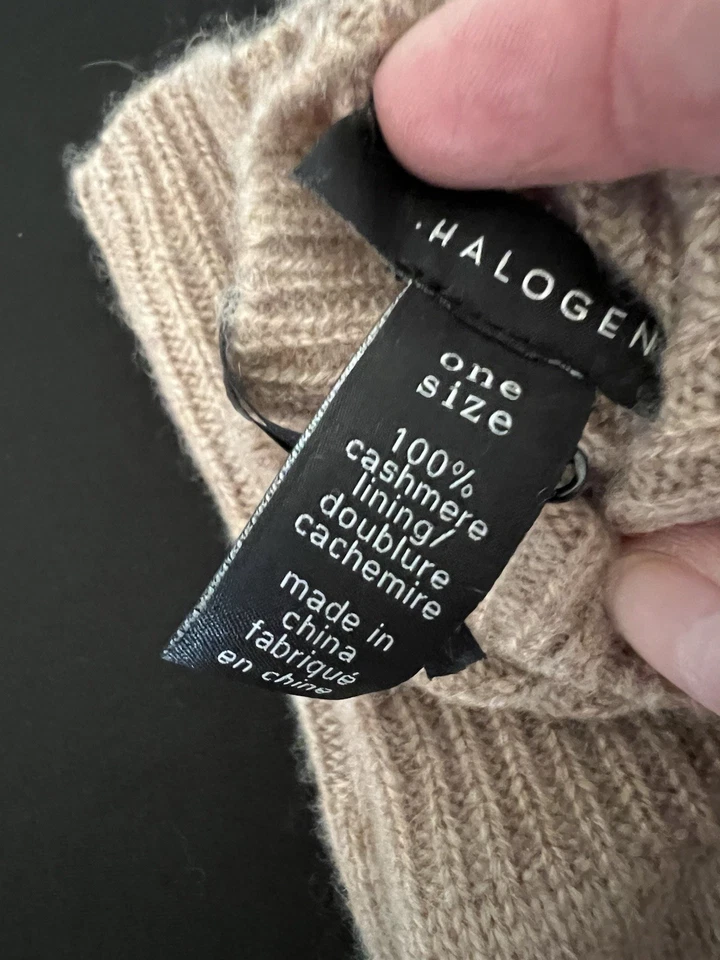 .HALOGEN
one
size
100%
cashmere
lining/
doublure
cachemire
made in
china
fabriqué
en chine